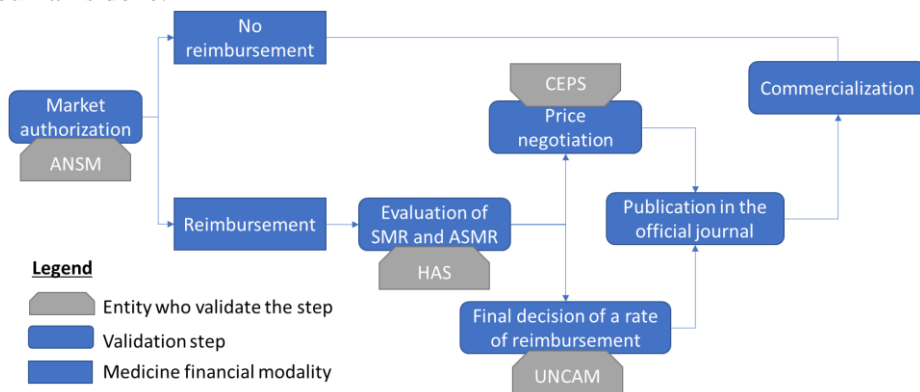 No
reimbursement
CEPS
Commercialization
Market
authorization
Price
negotiation
ANSM
Reimbursement
Evaluation of
SMR and ASMR
Publication in the
official journal
HAS
Legend
Entity who validate the step
Final decision of a rate
of reimbursement
Validation step
UNCAM
Medicine financial modality